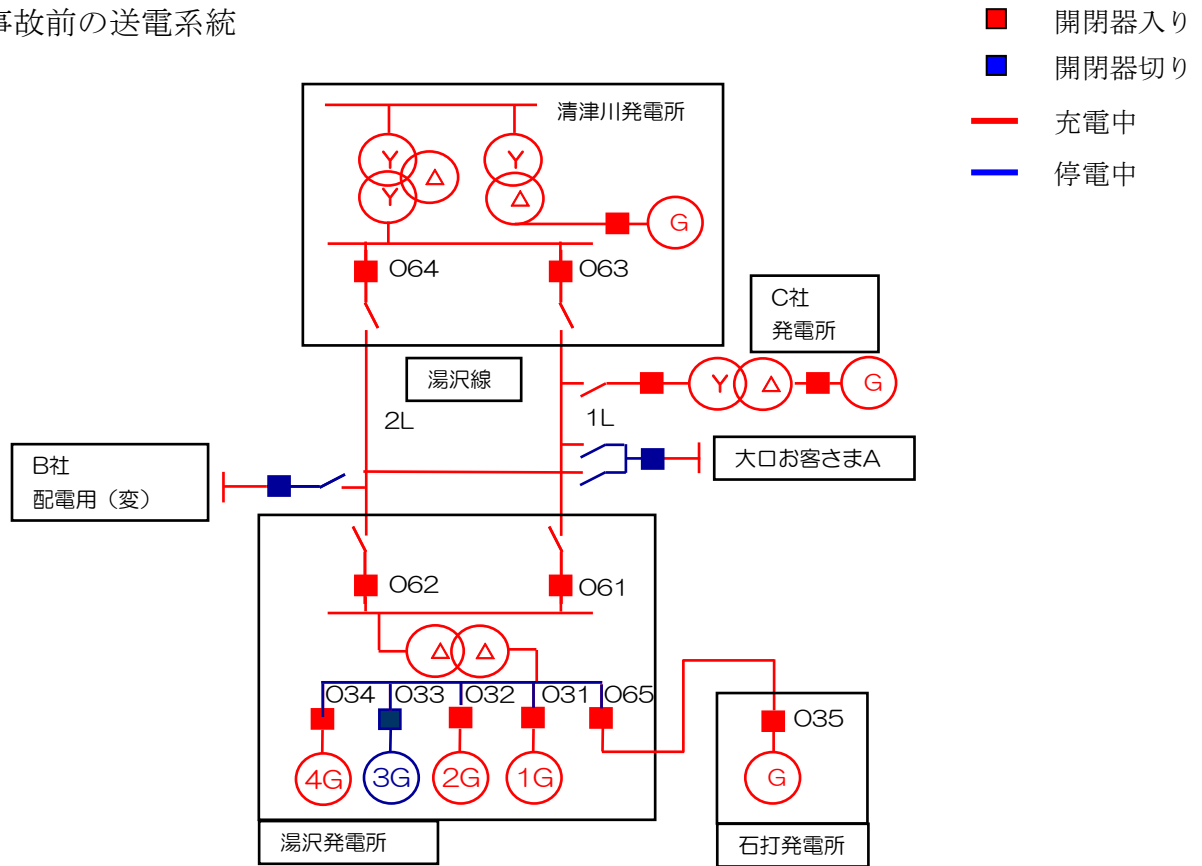 事故前の送電系統
開閉器入り
開閉器切り
充電中
停電中
清津川発電所
Y
Y
Δ
Y
Δ
G
O64
O63
C社
発電所
湯沢線
Y
Δ
G
2L
1L
B社
配電用（変）
大口お客さまA
O62
O61
Δ
Δ
O34
O33
O32
O31
O65
O35
4G
3G
2G
1G
G
湯沢発電所
石打発電所